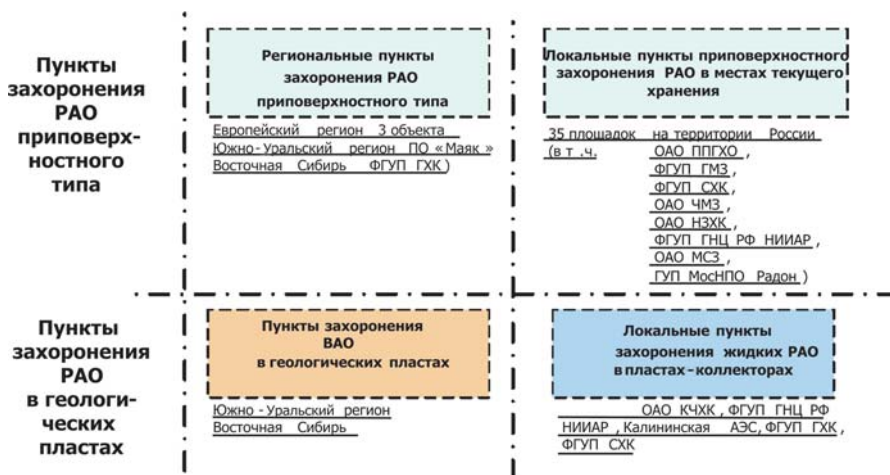 Пункты
захоронения
РАО
приповерх-
ностного
типа
Региональные пункты
захоронения РАО
приповерхностного типа
Европейский регион 3 объекта
Южно-Уральский регион ПО «Маяк»
Восточная Сибирь ФГУП ГХК)
Локальные пункты приповерхностного
захоронения РАО в местах текущего
хранения
35 площадок на территории России
(в т .ч. ОАО ППГХО ,
ФГУП ГМЗ ,
ФГУП СХК ,
ОАО ЧМЗ ,
ОАО НЗХК ,
ФГУП ГНЦ РФ НИИАР ,
ОАО МСЗ ,
ГУП МосНПО Радон )
Пункты
захоронения
РАО
в геологи-
ческих
пластах
Пункты захоронения
ВАО
в геологических пластах
Южно - Уральский регион
Восточная Сибирь
Локальные пункты
захоронения жидких РАО
в пластах-коллекторах
ОАО КЧХК , ФГУП ГНЦ РФ
НИИАР , Калининская АЭС, ФГУП ГХК ,
ФГУП СХК